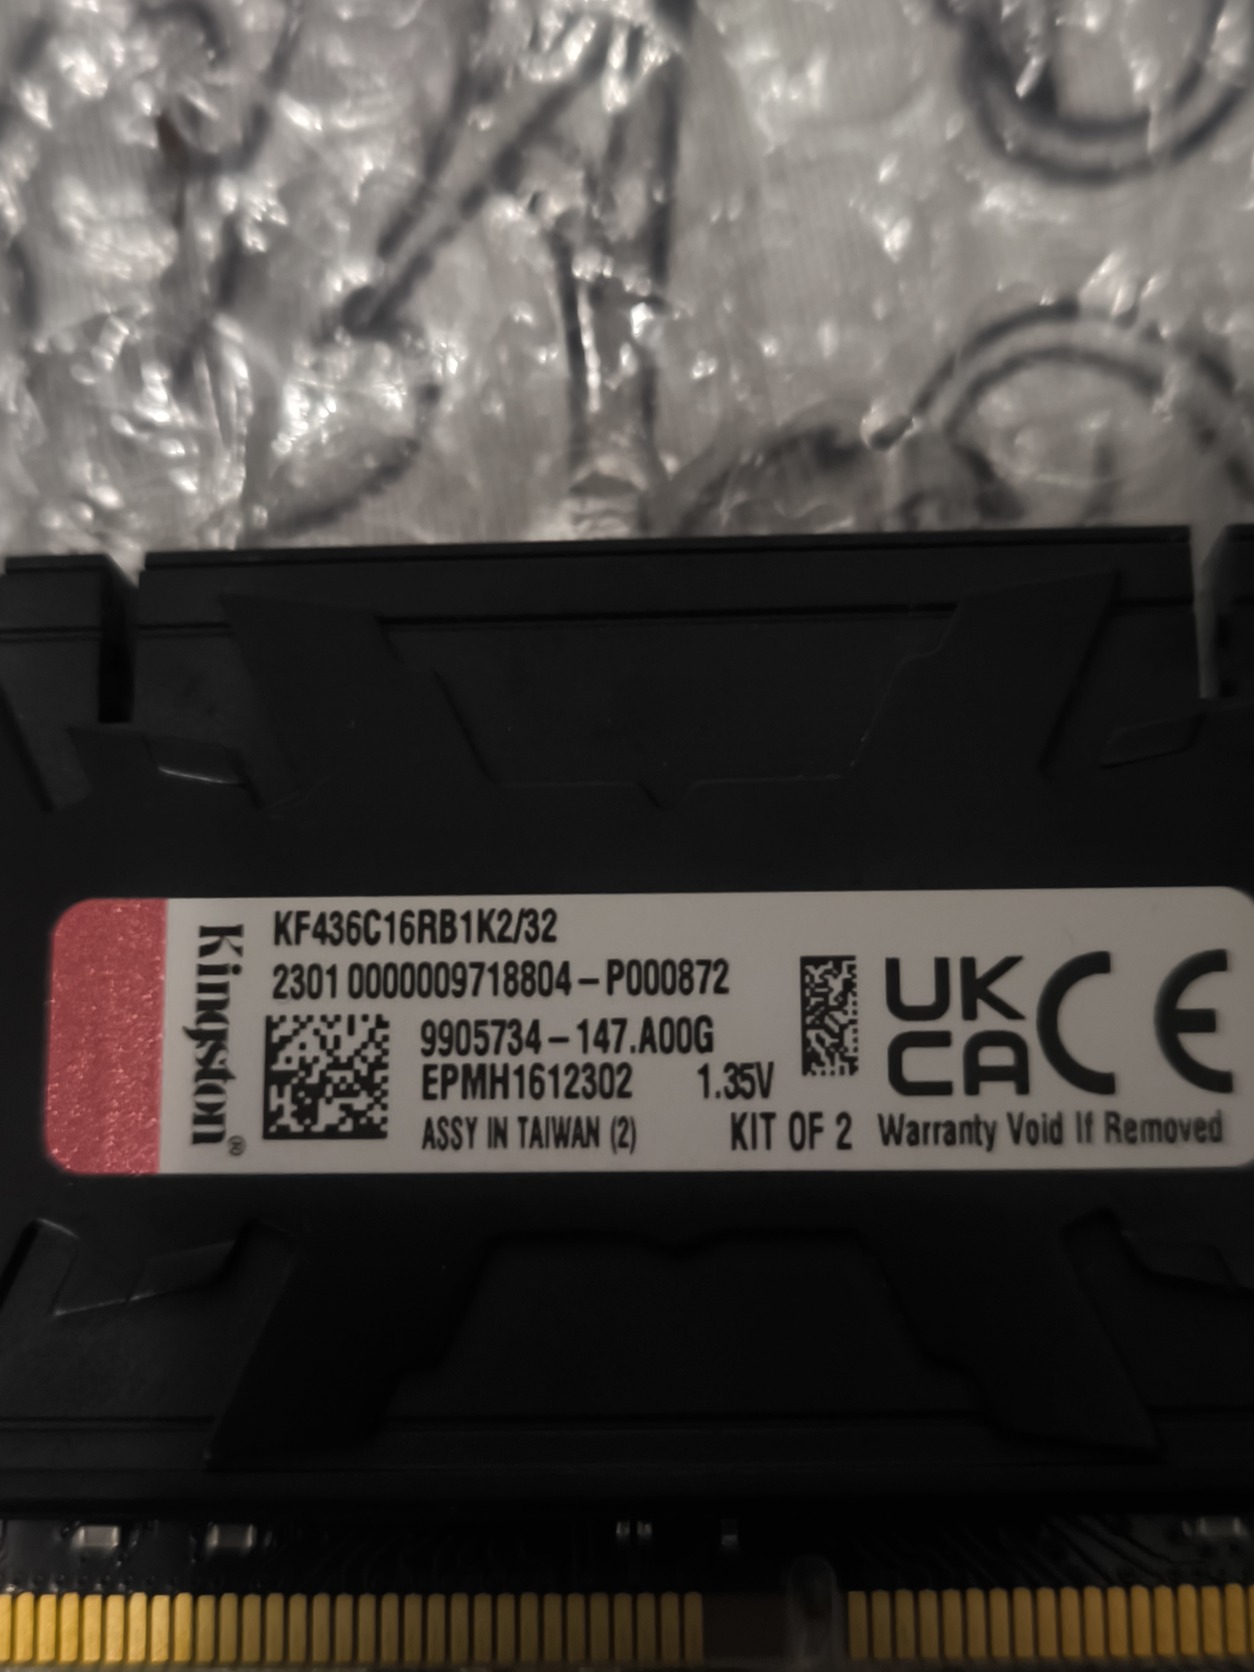 Kingston®
KF436C16RB1K2/32
2301 0000009718804-P000872
9905734-147.A00G
EPMH1612302 1.35V
ASSY IN TAIWAN (2) KIT OF 2 Warranty Void If Removed
UK
CA
CE